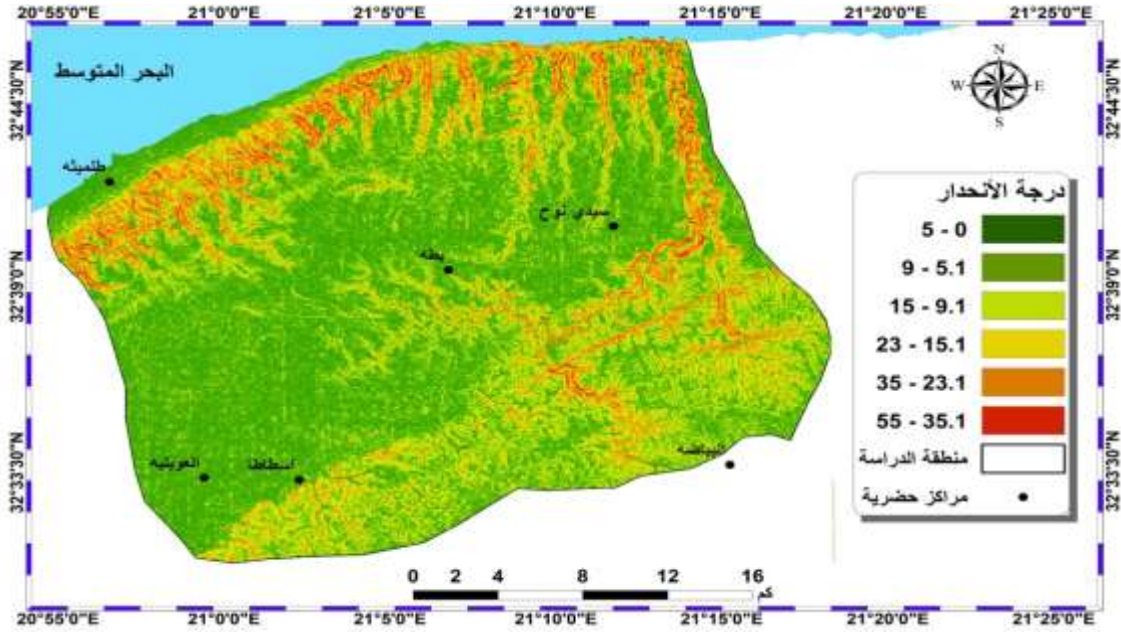 20°55'0"E 21°0'0"E 21°5'0"E 21°10'0"E 21°15'0"E 21°20'0"E 21°25'0"E
البحر المتوسط
N
W E
S
32°44'30"N 32°44'30"N
طلميثه
درجة الأنحدار
5 - 0
9 - 5.1
15 - 9.1
23 - 15.1
35 - 23.1
55 - 35.1
منطقة الدراسة
مراكز حضرية
سيدي نوح
بطه
32°39'0"N 32°39'0"N
البياضه
العويليه
اسطاطا
32°33'30"N 32°33'30"N
0 2 4 8 12 16
كم
20°55'0"E 21°0'0"E 21°5'0"E 21°10'0"E 21°15'0"E 21°20'0"E 21°25'0"E